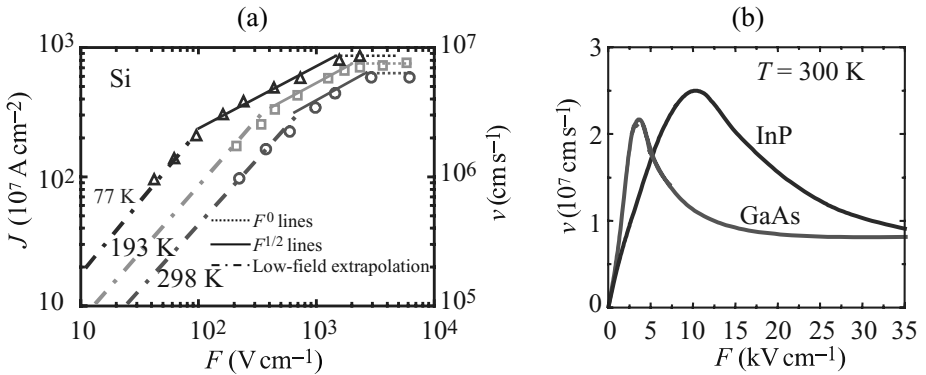 (a)
10³
10²
10
J (10⁷ A cm⁻²)
Si
77 K
193 K
298 K
F⁰ lines
F¹ᐟ² lines
Low-field extrapolation
10⁷
10⁶
10⁵
v (cm s⁻¹)
10 10² 10³ 10⁴
F (V cm⁻¹)
(b)
3
2
1
0
v (10⁷ cm s⁻¹)
T = 300 K
InP
GaAs
0 5 10 15 20 25 30 35
F (kV cm⁻¹)